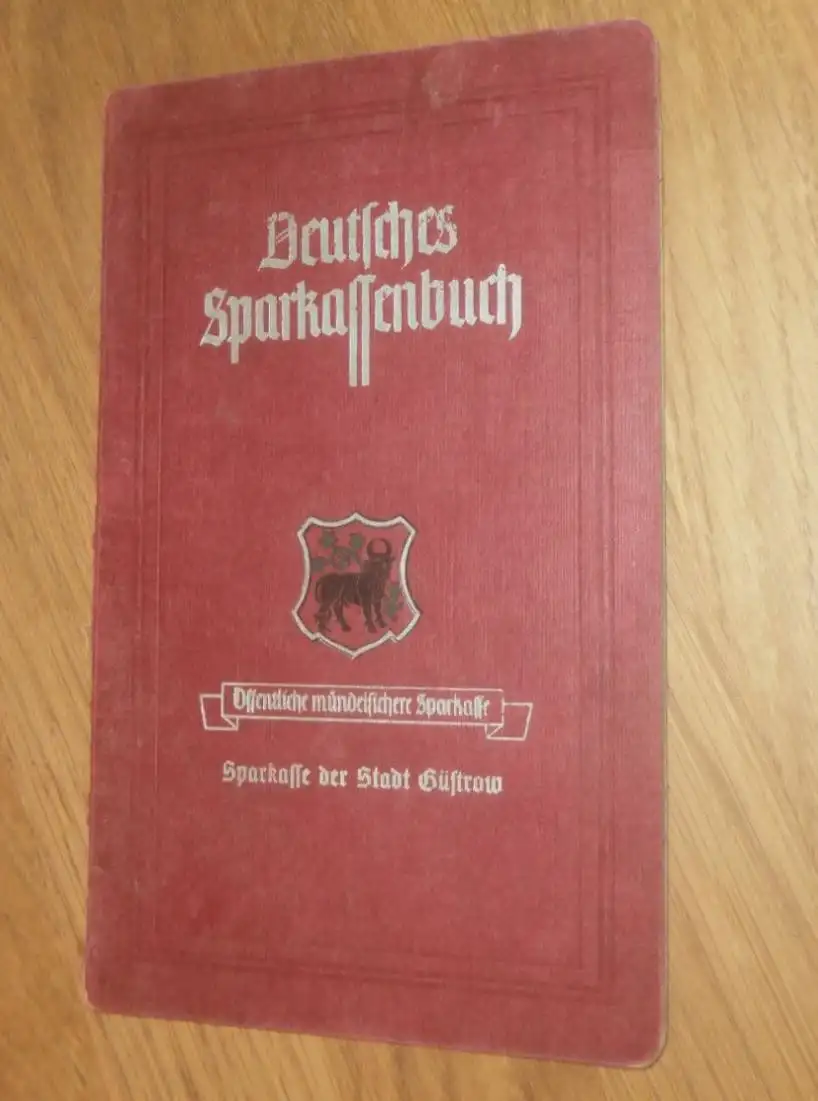 Deutsches
Sparkassenbuch
Öffentliche mündelsichere Sparkasse
Sparkasse der Stadt Güstrow